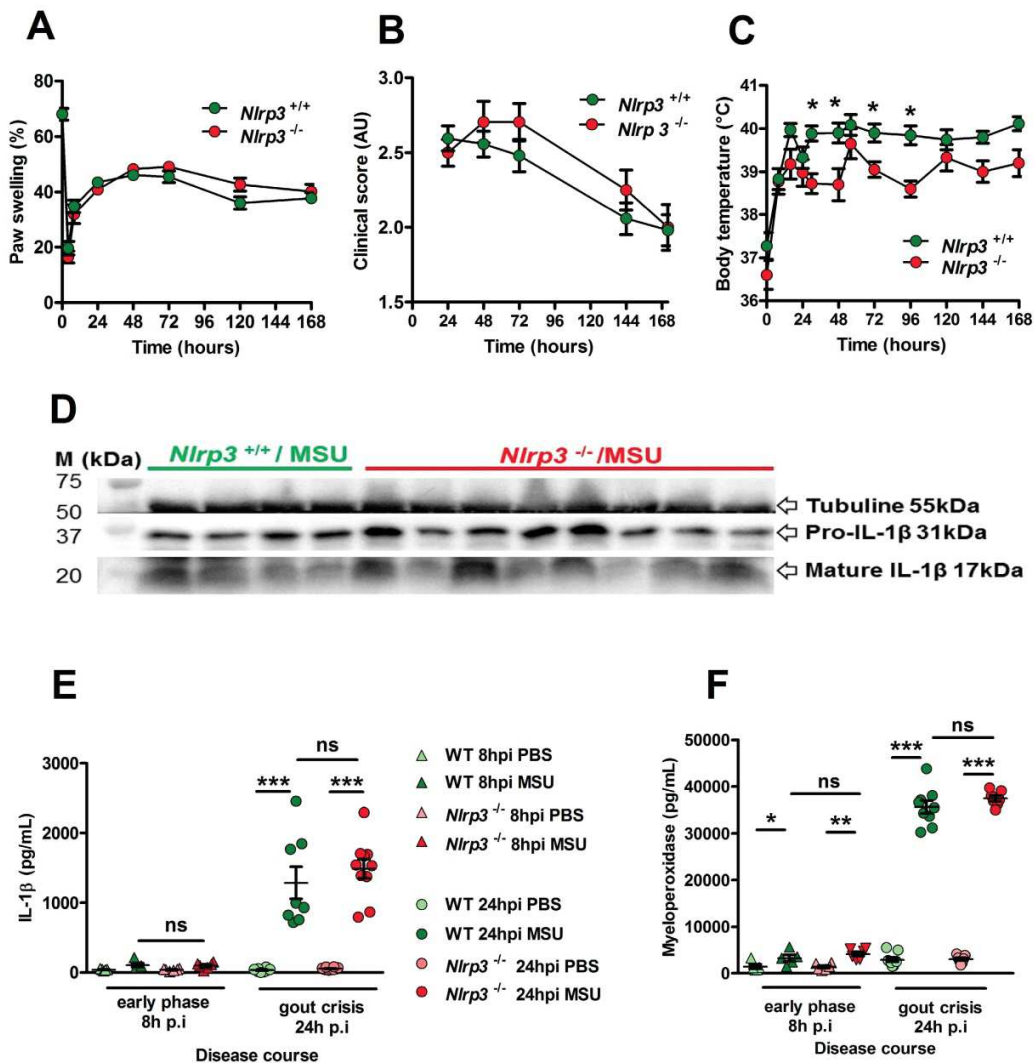 A
Paw swelling (%)
80
60
40
20
0
0 24 48 72 96 120 144 168
Time (hours)
Nlrp3 +/+
Nlrp3 -/-
B
Clinical score (AU)
3.0
2.5
2.0
1.5
0 24 48 72 144 168
Time (hours)
Nlrp3 +/+
Nlrp 3 -/-
C
Body temperature (°C)
41
40
39
38
37
36
* * * *
Nlrp3 +/+
Nlrp3 -/-
0 24 48 72 96 120 144 168
Time (hours)
D
M (kDa)
Nlrp3 +/+ / MSU
Nlrp3 -/-/MSU
75
50
37
20
Tubuline 55kDa
Pro-IL-1β 31kDa
Mature IL-1β 17kDa
E
IL-1β (pg/mL)
3000
2000
1000
0
ns
***
ns
***
early phase
8h p.i
gout crisis
24h p.i
Disease course
WT 8hpi PBS
WT 8hpi MSU
Nlrp3 -/- 8hpi PBS
Nlrp3 -/- 8hpi MSU
WT 24hpi PBS
WT 24hpi MSU
Nlrp3 -/- 24hpi PBS
Nlrp3 -/- 24hpi MSU
F
Myeloperoxidase (pg/mL)
50000
40000
30000
20000
10000
0
*
ns
**
***
ns
***
early phase
8h p.i
gout crisis
24h p.i
Disease course